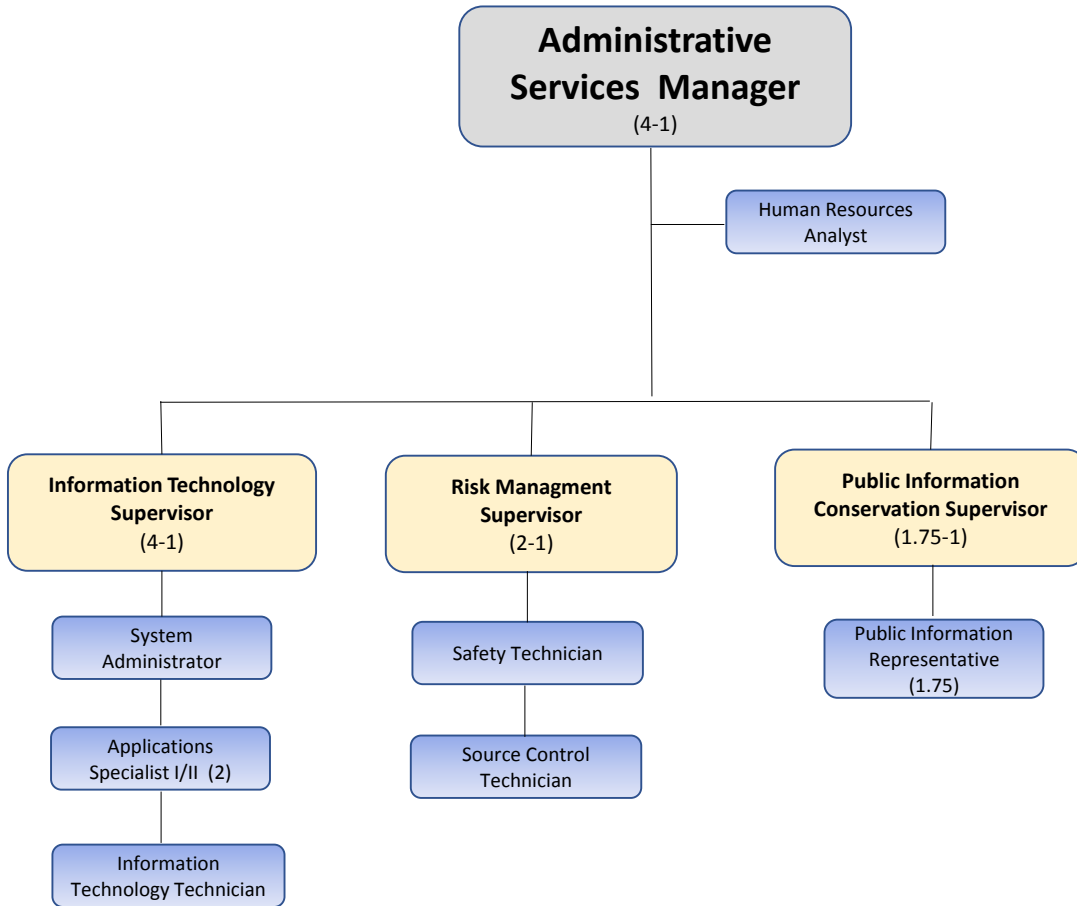 Administrative
Services Manager
(4-1)
Human Resources
Analyst
Information Technology
Supervisor
(4-1)
Risk Managment
Supervisor
(2-1)
Public Information
Conservation Supervisor
(1.75-1)
System
Administrator
Safety Technician
Public Information
Representative
(1.75)
Applications
Specialist I/II (2)
Source Control
Technician
Information
Technology Technician